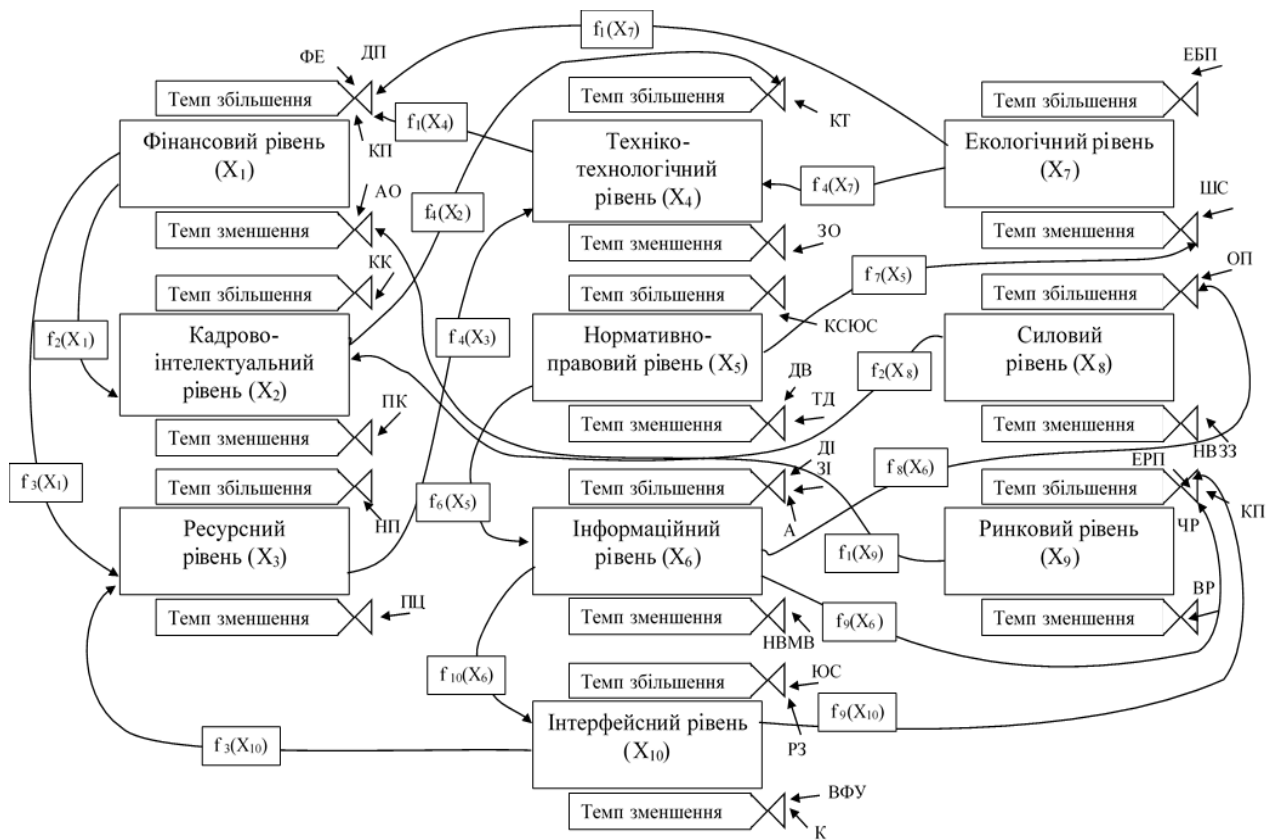 f₁(X₇)
ФЕ
ДП
ЕБП
Темп збільшення
Темп збільшення
Темп збільшення
f₁(X₄)
КТ
Фінансовий рівень
(X₁)
КП
Техніко-
технологічний
рівень (X₄)
Екологічний рівень
(X₇)
f₄(X₇)
АО
f₄(X₂)
ШС
Темп зменшення
Темп зменшення
Темп зменшення
ЗО
КК
f₇(X₅)
ОП
Темп збільшення
Темп збільшення
Темп збільшення
f₂(X₁)
Кадрово-
інтелектуальний
рівень (X₂)
f₄(X₃)
КСЮС
Нормативно-
правовий рівень (X₅)
f₂(X₈)
Силовий
рівень (X₈)
ПК
ДВ
ТД
Темп зменшення
Темп зменшення
Темп зменшення
НВЗЗ
f₃(X₁)
f₆(X₅)
ДІ
ЗІ
А
f₈(X₆)
ЕРП
Темп збільшення
Темп збільшення
Темп збільшення
КП
ЧР
НП
Ресурсний
рівень (X₃)
Інформаційний
рівень (X₆)
f₁(X₉)
Ринковий рівень
(X₉)
ПЦ
ВР
Темп зменшення
Темп зменшення
Темп зменшення
НВМВ
f₉(X₆)
f₁₀(X₆)
Темп збільшення
ЮС
f₉(X₁₀)
Інтерфейсний рівень
(X₁₀)
РЗ
f₃(X₁₀)
Темп зменшення
ВФУ
К